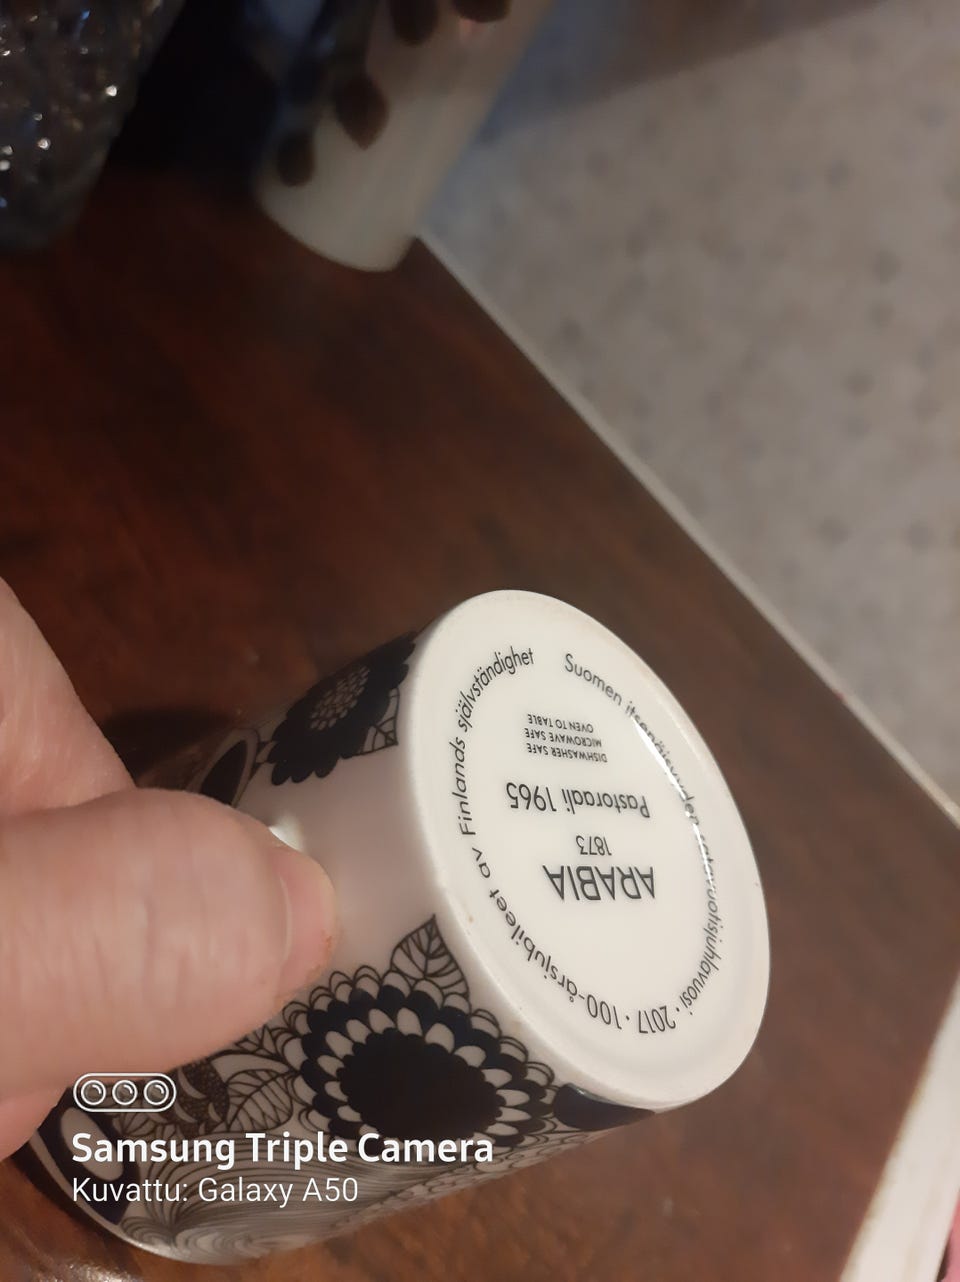 Suomen itsenäisyyden satavuotisjuhlavuosi · 2017 · 100-årsjubileet av Finlands självständighet
ARABIA
1873
Pastoraali 1965
DISHWASHER SAFE
MICROWAVE SAFE
OVEN TO TABLE
Samsung Triple Camera
Kuvattu: Galaxy A50